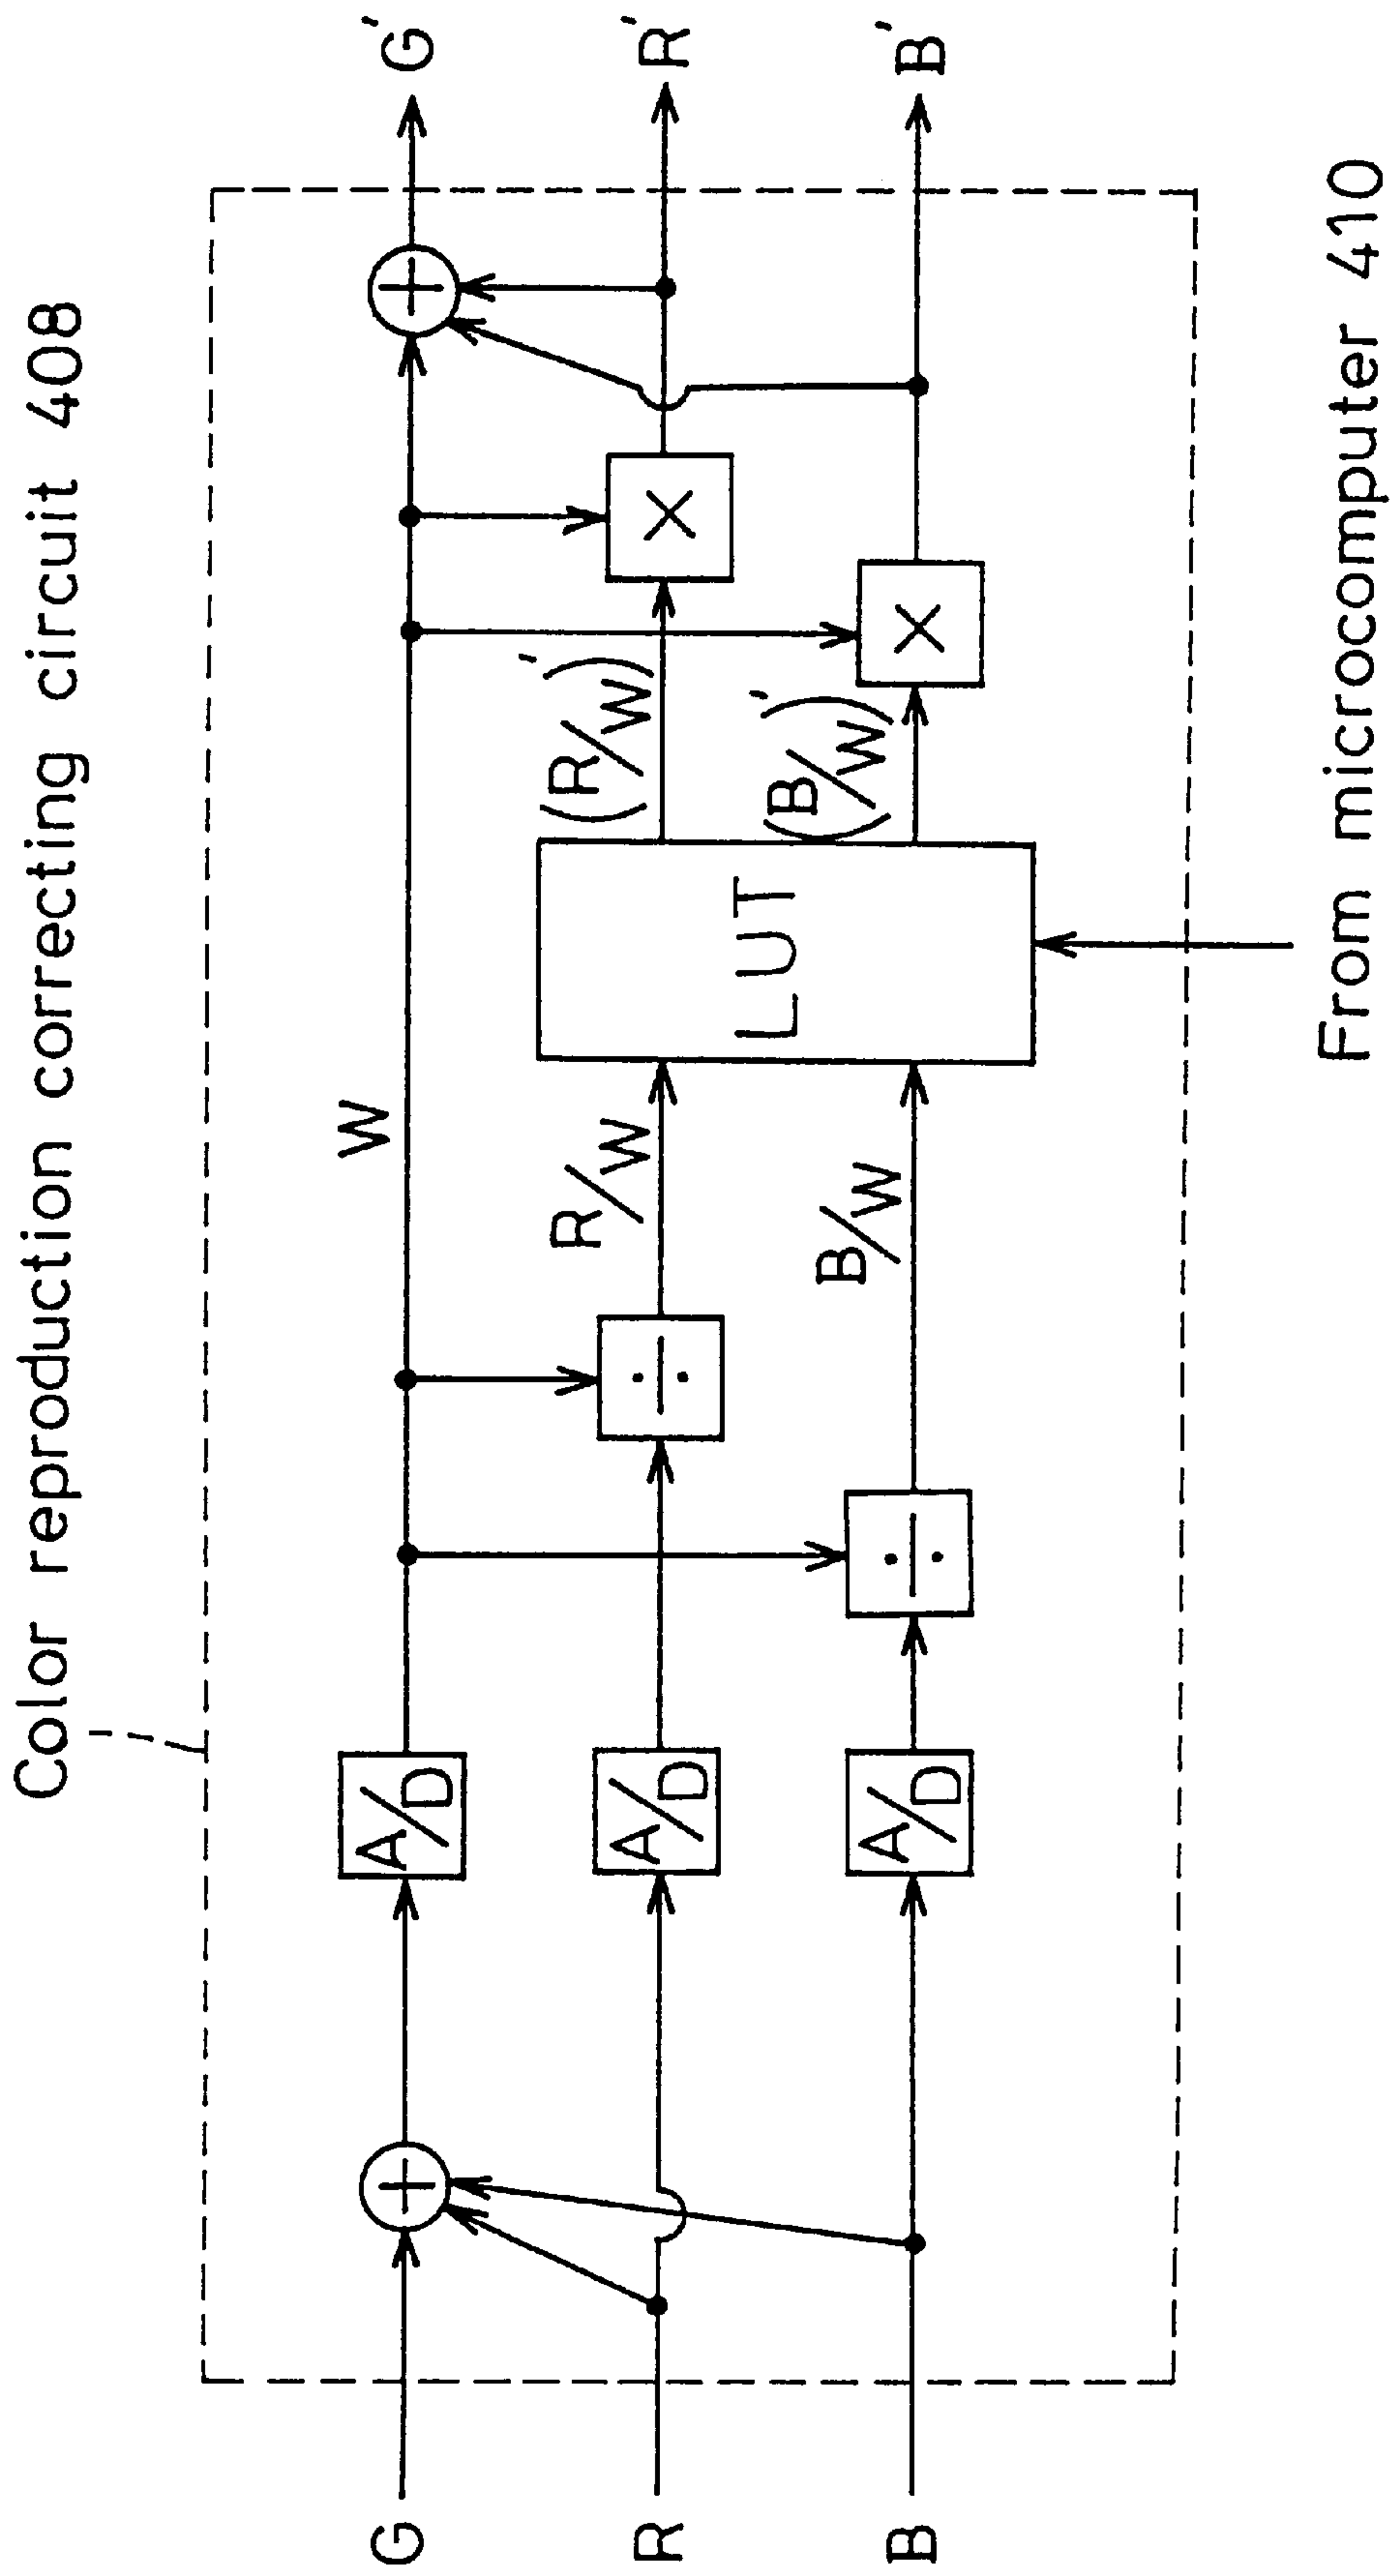 Color reproduction correcting circuit 408
G
R
B
A/D
A/D
A/D
W
R/W
B/W
LUT
(R/W)'
(B/W)'
G'
R'
B'
From microcomputer 410